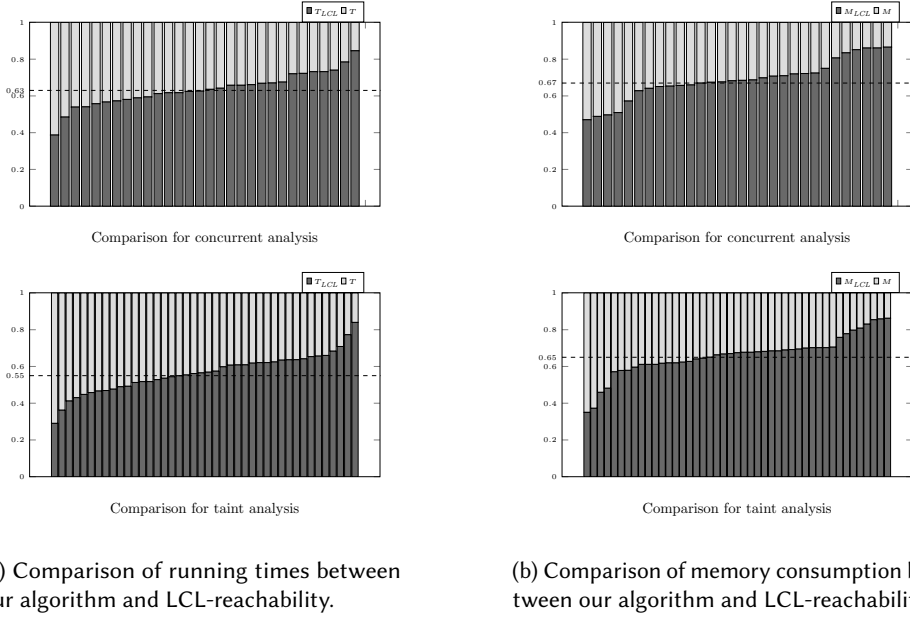 T_LCL T
1
0.8
0.63
0.6
0.4
0.2
0
Comparison for concurrent analysis
M_LCL M
1
0.8
0.67
0.6
0.4
0.2
0
Comparison for concurrent analysis
T_LCL T
1
0.8
0.6
0.55
0.4
0.2
0
Comparison for taint analysis
M_LCL M
1
0.8
0.65
0.6
0.4
0.2
0
Comparison for taint analysis
) Comparison of running times between
ur algorithm and LCL-reachability.
(b) Comparison of memory consumption b
tween our algorithm and LCL-reachabilit